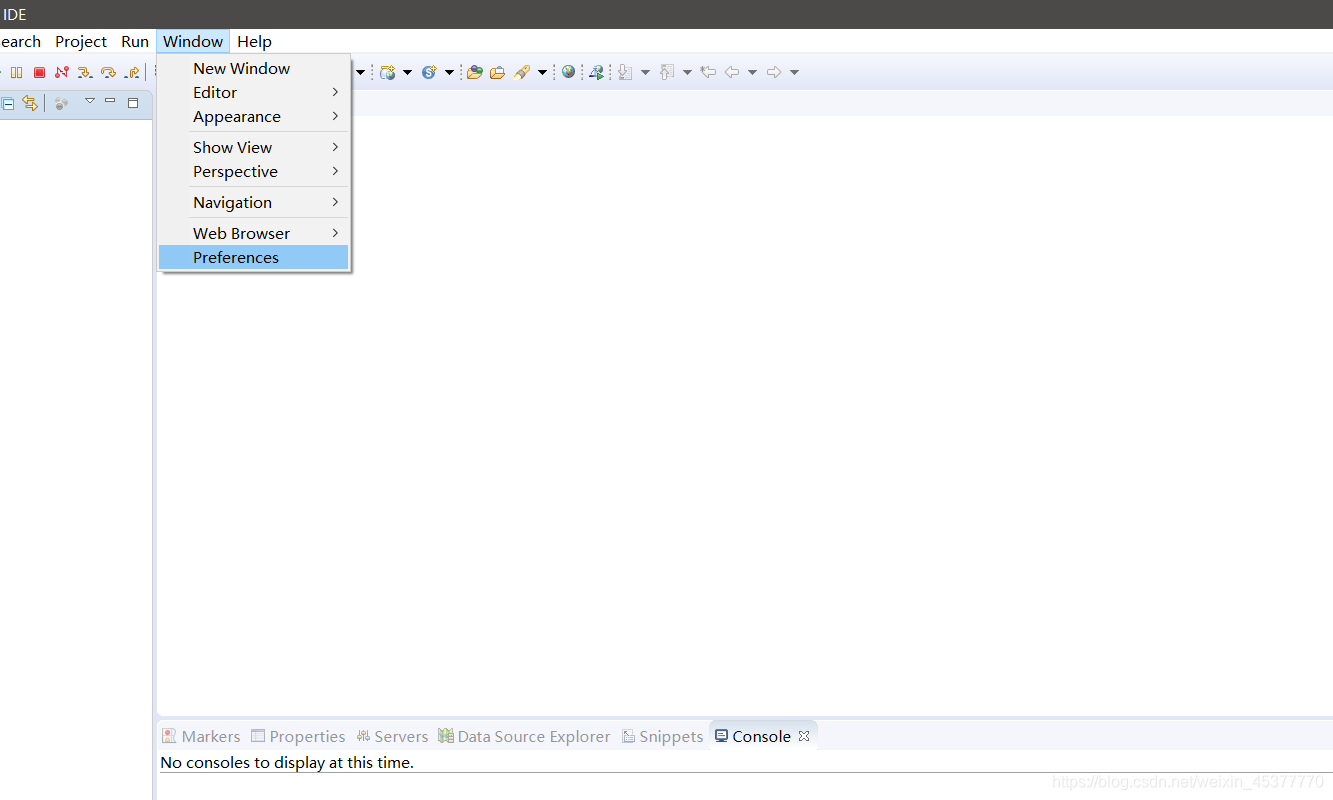 IDE
earch Project Run Window Help
New Window
Editor
Appearance
Show View
Perspective
Navigation
Web Browser
Preferences
Markers Properties Servers Data Source Explorer Snippets Console
No consoles to display at this time.
https://blog.csdn.net/weixin_45377770